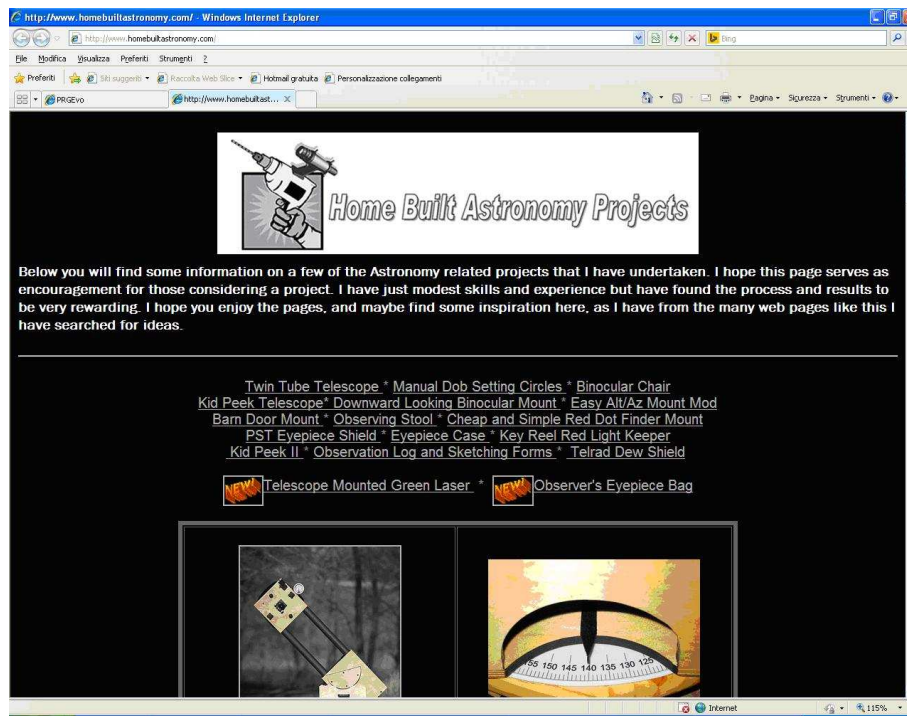 http://www.homebuiltastronomy.com/ - Windows Internet Explorer
http://www.homebuiltastronomy.com/ Bing
File Modifica Visualizza Preferiti Strumenti ?
Preferiti Siti suggeriti Raccolta Web Slice Hotmail gratuita Personalizzazione collegamenti
PRGEvo http://www.homebuiltast... Pagina Sicurezza Strumenti
Home Built Astronomy Projects
Below you will find some information on a few of the Astronomy related projects that I have undertaken. I hope this page serves as
encouragement for those considering a project. I have just modest skills and experience but have found the process and results to
be very rewarding. I hope you enjoy the pages, and maybe find some inspiration here, as I have from the many web pages like this I
have searched for ideas.
Twin Tube Telescope * Manual Dob Setting Circles * Binocular Chair
Kid Peek Telescope* Downward Looking Binocular Mount * Easy Alt/Az Mount Mod
Barn Door Mount * Observing Stool * Cheap and Simple Red Dot Finder Mount
PST Eyepiece Shield * Eyepiece Case * Key Reel Red Light Keeper
Kid Peek II * Observation Log and Sketching Forms * Telrad Dew Shield
NEW! Telescope Mounted Green Laser * NEW! Observer's Eyepiece Bag
155 150 145 140 135 130 125
Internet 115%